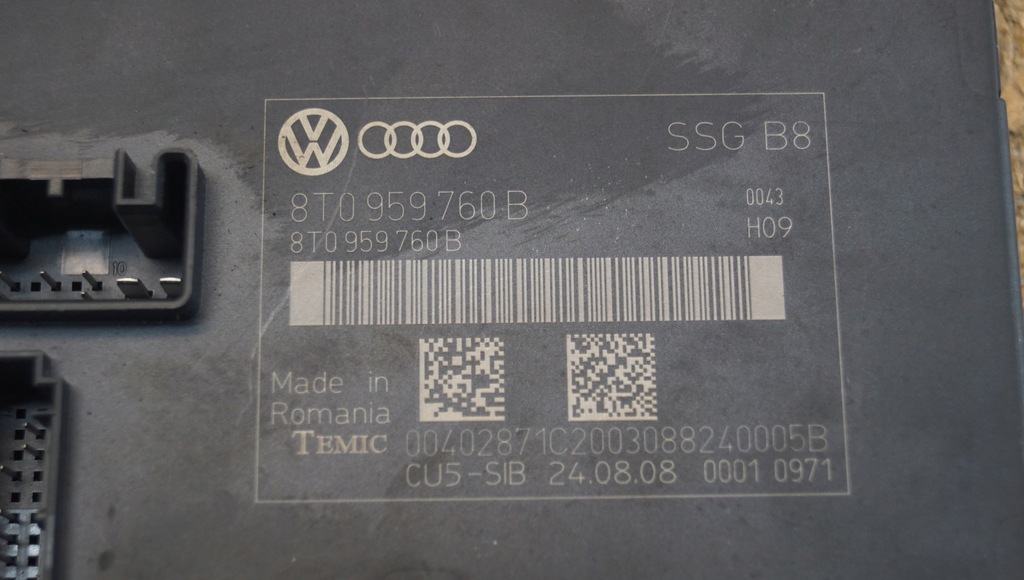 SSG B8
8T0 959 760 B
0043
8T0 959 760 B
H09
10
Made in
Romania
TEMIC 00402871C2003088240005B
CU5-SIB 24.08.08 0001 0971